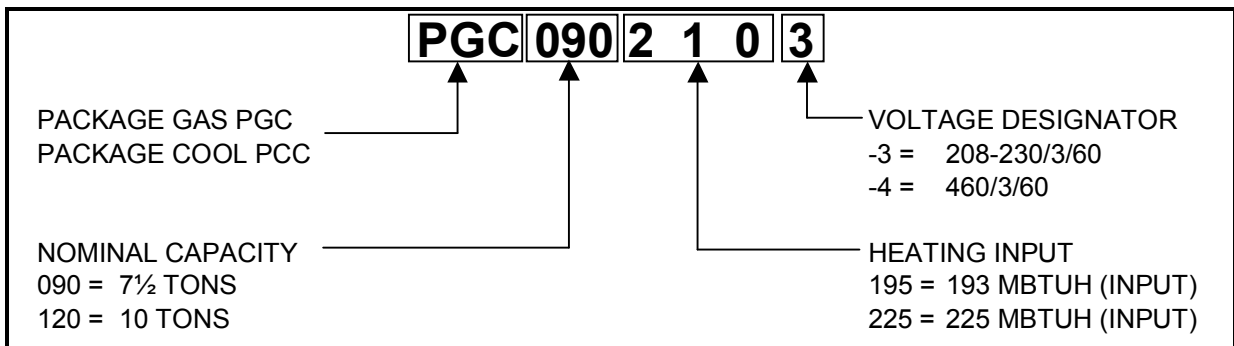 PGC 090 2 1 0 3
PACKAGE GAS PGC
PACKAGE COOL PCC
VOLTAGE DESIGNATOR
-3 = 208-230/3/60
-4 = 460/3/60
NOMINAL CAPACITY
090 = 7½ TONS
120 = 10 TONS
HEATING INPUT
195 = 193 MBTUH (INPUT)
225 = 225 MBTUH (INPUT)